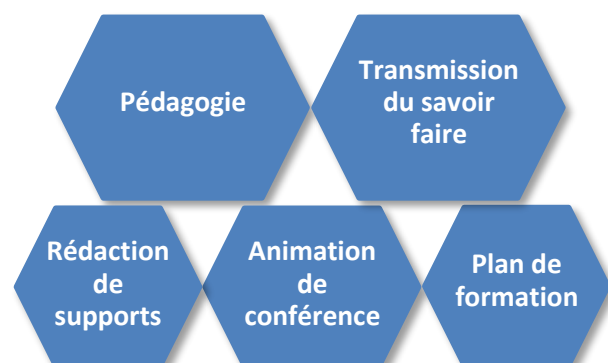 Pédagogie
Transmission
du savoir
faire
Rédaction
de
supports
Animation
de
conférence
Plan de
formation